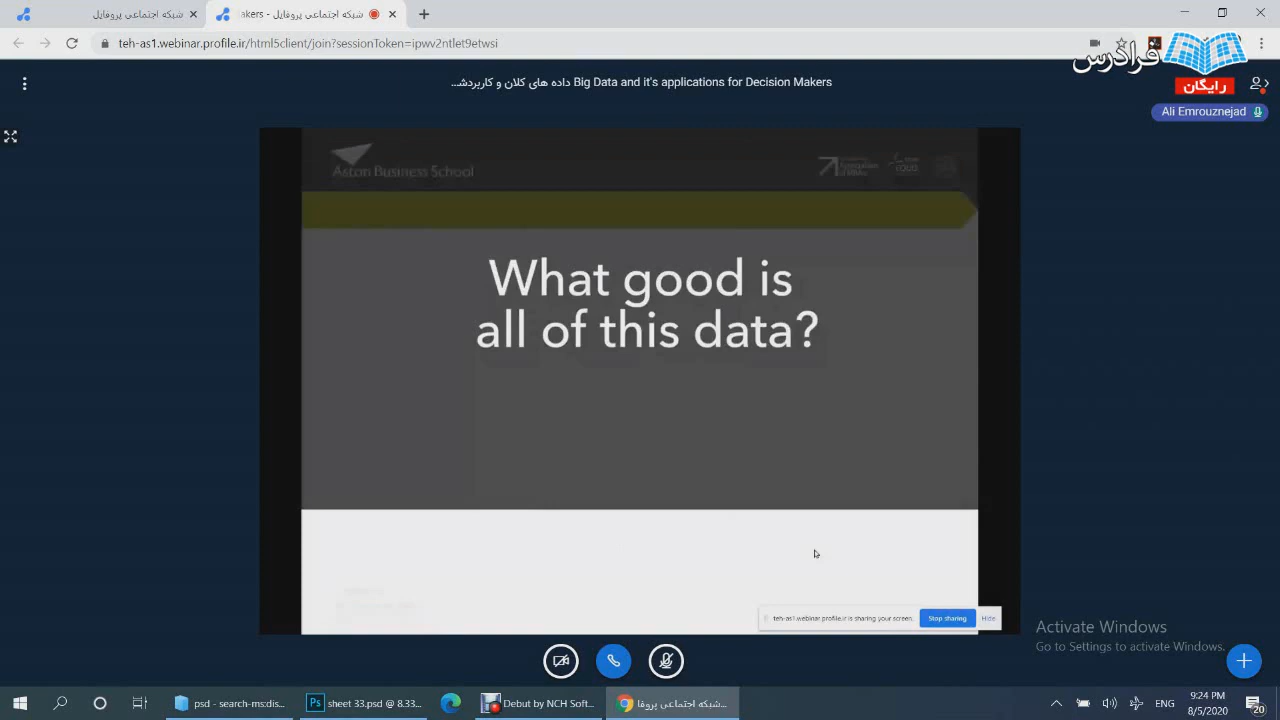 شبکه اجتماعی پروفایل
شبکه اجتماعی پروفایل - akers
teh-as1.webinar.profile.ir/html5client/join?sessionToken=ipwv2ntlet9etwsi
فرادرس
رایگان
داده های کلان و کاربردش... Big Data and it's applications for Decision Makers
Ali Emrouznejad
Aston Business School
What good is
all of this data?
teh-as1.webinar.profile.ir is sharing your screen.
Stop sharing
Hide
Activate Windows
Go to Settings to activate Windows.
psd - search-ms:dis...
Ps
sheet 33.psd @ 8.33...
Debut by NCH Soft...
شبکه اجتماعی پروفا...
ENG
9:24 PM
8/5/2020
20